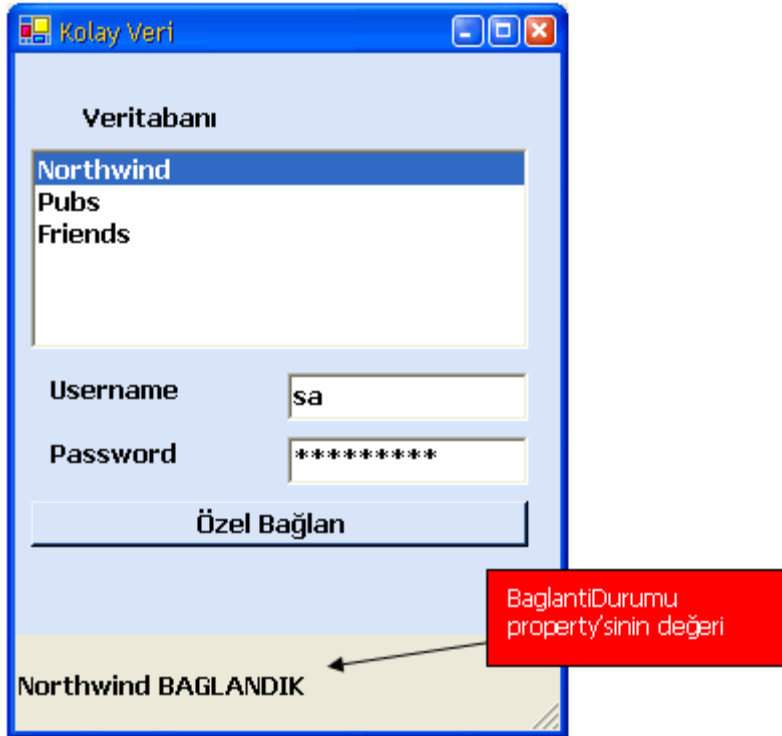 Kolay Veri
Veritabanı
Northwind
Pubs
Friends
Username
sa
Password
*********
Özel Bağlan
BaglantiDurumu
property'sinin değeri
Northwind BAGLANDIK